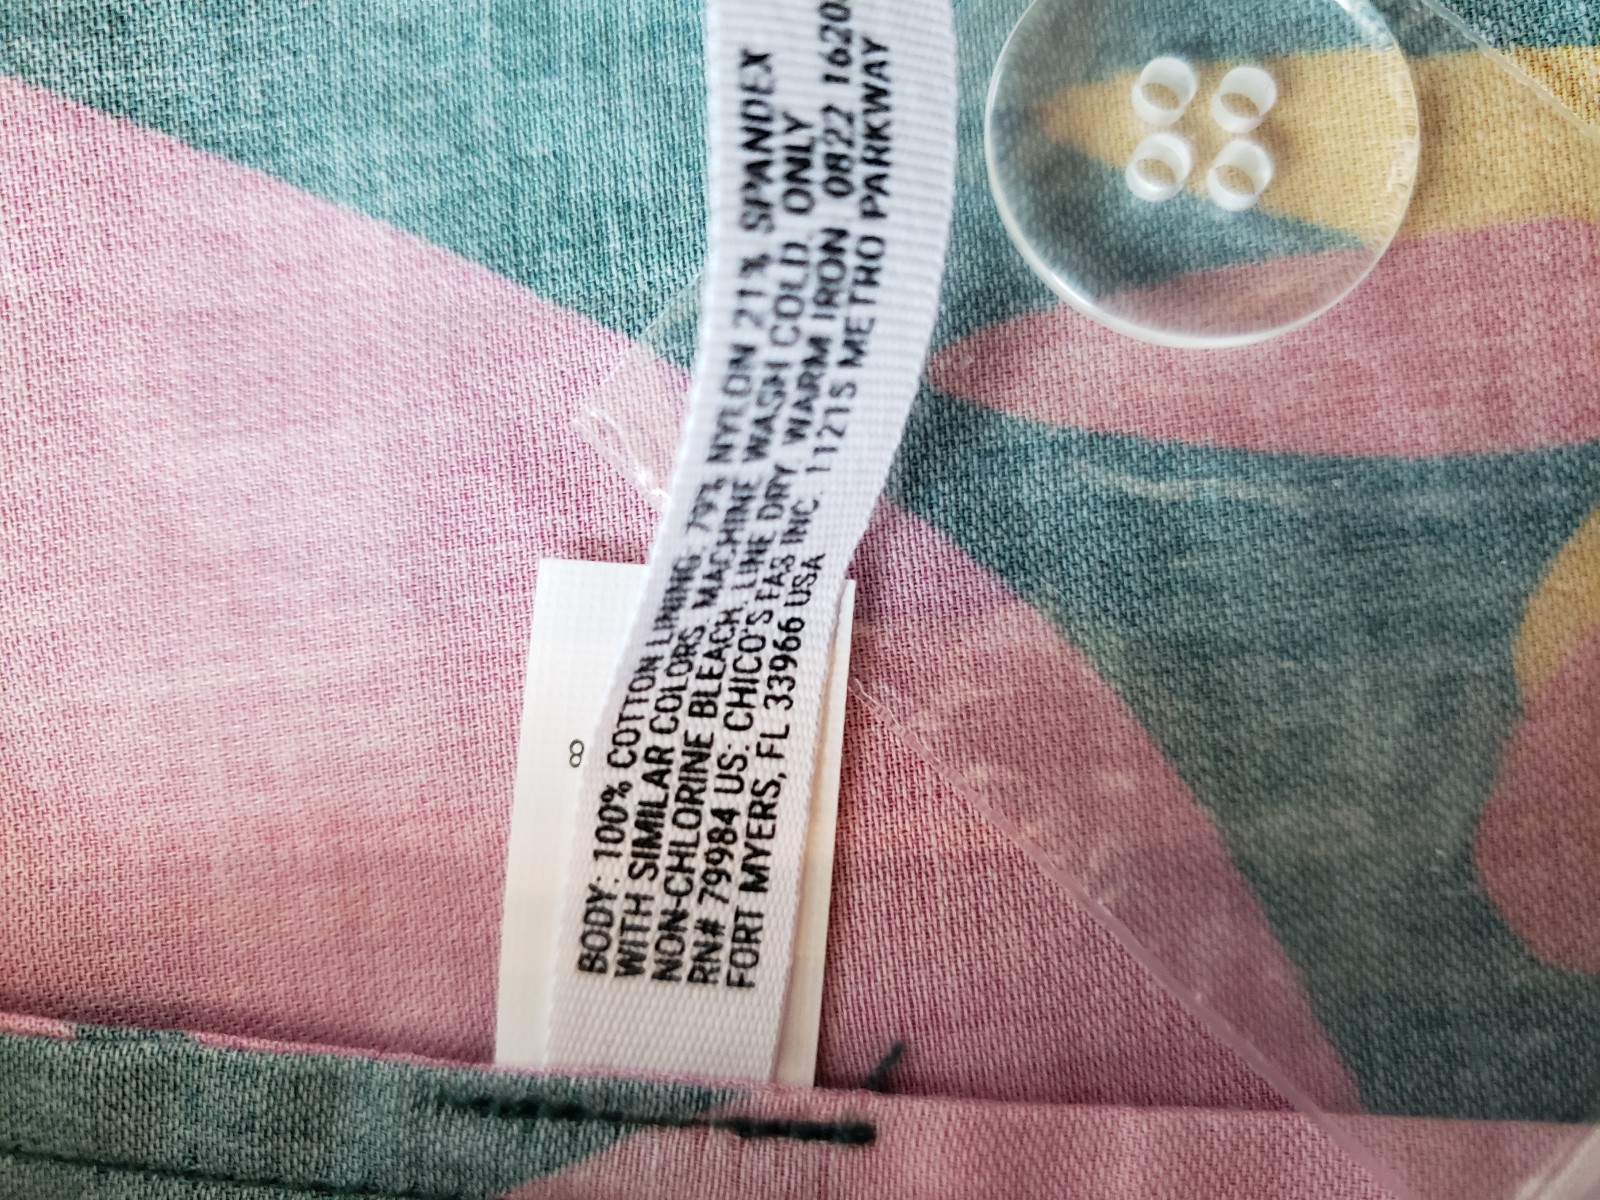 BODY: 100% COTTON LINING: 79% NYLON 21% SPANDEX
WITH SIMILAR COLORS. MACHINE WASH COLD. ONLY
NON-CHLORINE BLEACH. LINE DRY. WARM IRON. 0822 1620
RN# 79984 US: CHICO'S FAS INC. 11215 METRO PARKWAY
FORT MYERS, FL 33966 USA
8